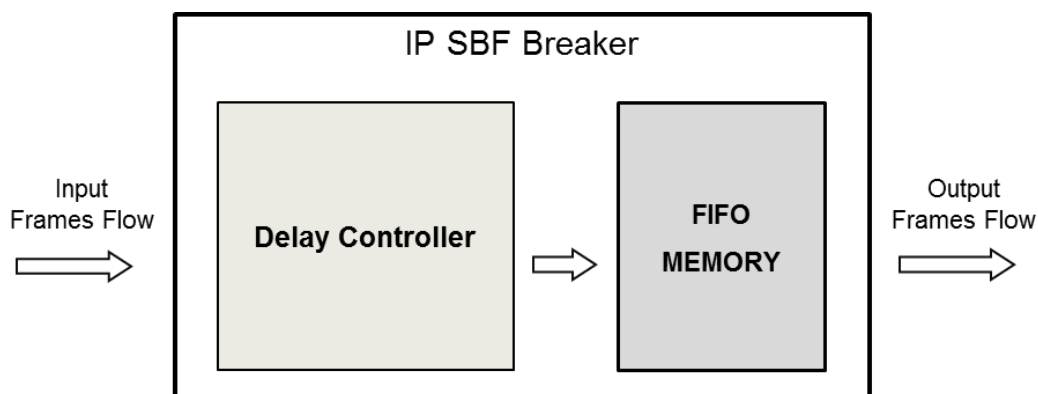 IP SBF Breaker
Input
Frames Flow
Delay Controller
FIFO
MEMORY
Output
Frames Flow